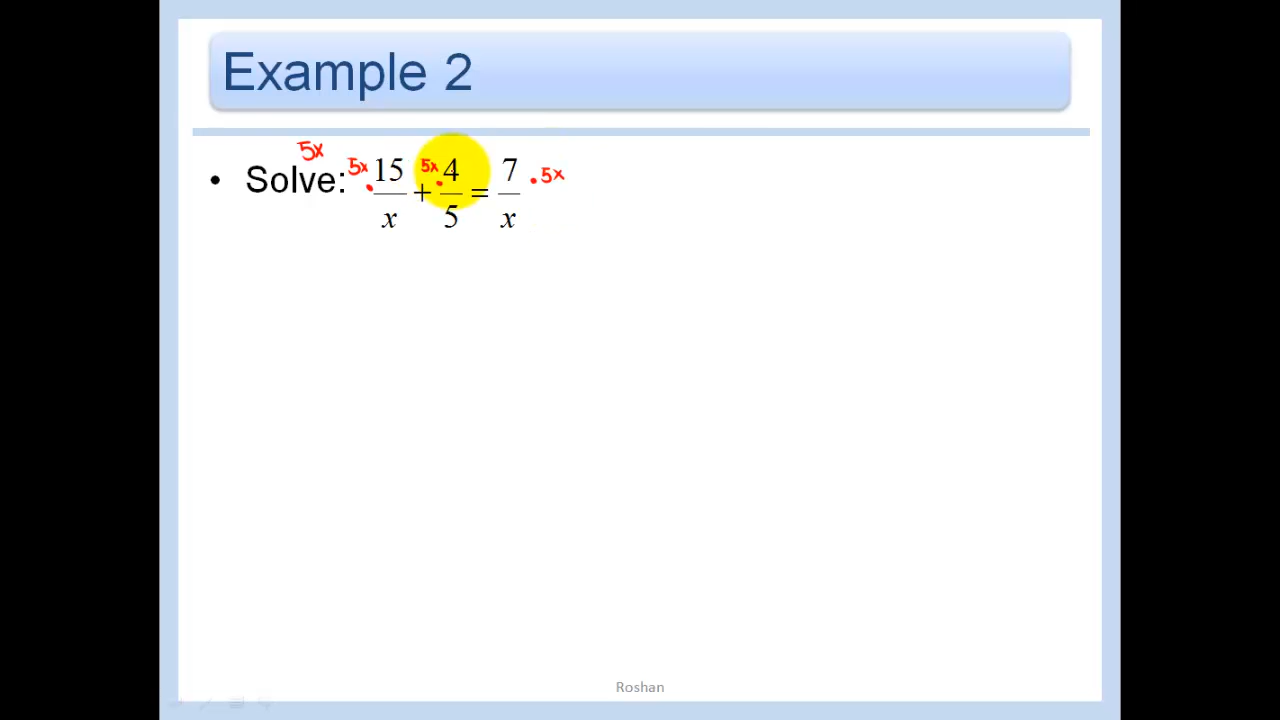 Example 2
5x
• Solve: 5x · 15/x + 5x · 4/5 = 7/x · 5x
Roshan